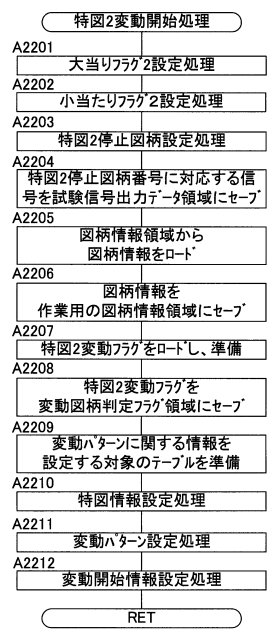 特図2変動開始処理
A2201
大当りﾌﾗｸﾞ2設定処理
A2202
小当たりﾌﾗｸﾞ2設定処理
A2203
特図2停止図柄設定処理
A2204
特図2停止図柄番号に対応する信
号を試験信号出力ﾃﾞｰﾀ領域にｾｰﾌﾞ
A2205
図柄情報領域から
図柄情報をﾛｰﾄﾞ
A2206
図柄情報を
作業用の図柄情報領域にｾｰﾌﾞ
A2207
特図2変動ﾌﾗｸﾞをﾛｰﾄﾞし、準備
A2208
特図2変動ﾌﾗｸﾞを
変動図柄判定ﾌﾗｸﾞ領域にｾｰﾌﾞ
A2209
変動ﾊﾟﾀｰﾝに関する情報を
設定する対象のﾃｰﾌﾞﾙを準備
A2210
特図情報設定処理
A2211
変動ﾊﾟﾀｰﾝ設定処理
A2212
変動開始情報設定処理
RET